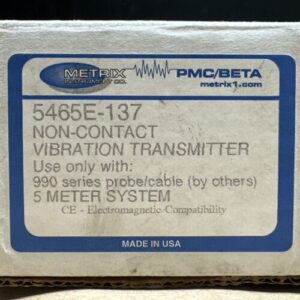 METRIX
INSTRUMENT CO.
PMC/BETA
metrix1.com
5465E-137
NON-CONTACT
VIBRATION TRANSMITTER
Use only with:
990 series probe/cable (by others)
5 METER SYSTEM
CE - Electromagnetic Compatibility
MADE IN USA